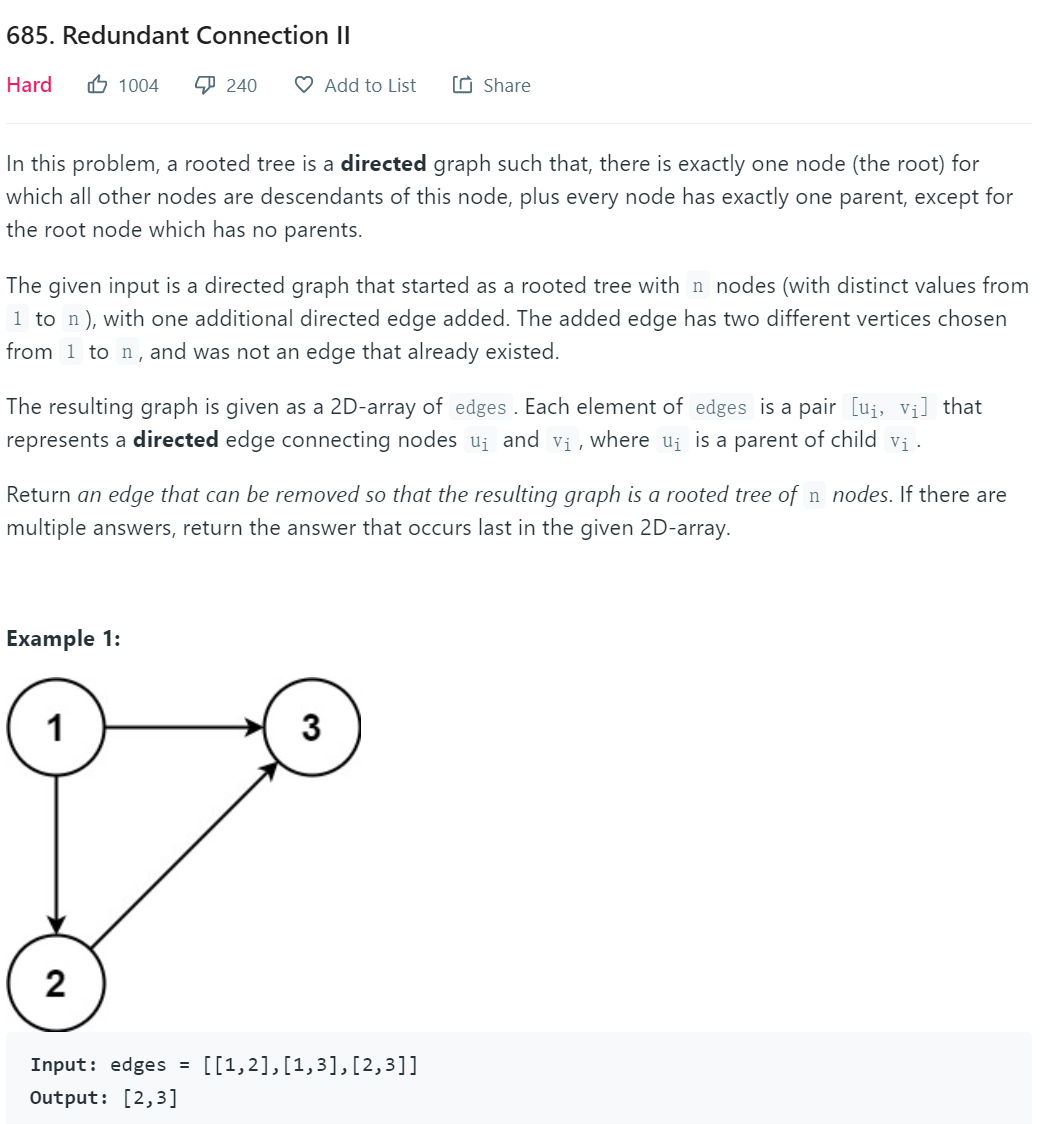 685. Redundant Connection II
Hard 1004 240 Add to List Share
In this problem, a rooted tree is a directed graph such that, there is exactly one node (the root) for
which all other nodes are descendants of this node, plus every node has exactly one parent, except for
the root node which has no parents.
The given input is a directed graph that started as a rooted tree with n nodes (with distinct values from
1 to n), with one additional directed edge added. The added edge has two different vertices chosen
from 1 to n, and was not an edge that already existed.
The resulting graph is given as a 2D-array of edges. Each element of edges is a pair [uᵢ, vᵢ] that
represents a directed edge connecting nodes uᵢ and vᵢ, where uᵢ is a parent of child vᵢ.
Return an edge that can be removed so that the resulting graph is a rooted tree of n nodes. If there are
multiple answers, return the answer that occurs last in the given 2D-array.
Example 1:
1 3
2
Input: edges = [[1,2],[1,3],[2,3]]
Output: [2,3]